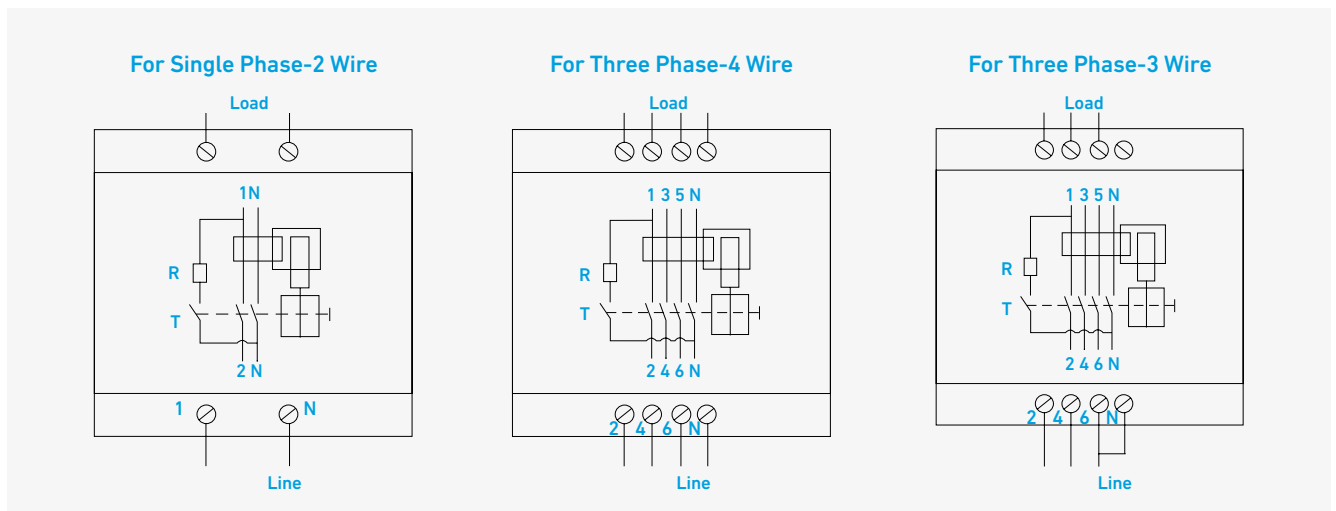 For Single Phase-2 Wire
Load
1 N
R
T
2 N
1 N
Line
For Three Phase-4 Wire
Load
1 3 5 N
R
T
2 4 6 N
2 4 6 N
Line
For Three Phase-3 Wire
Load
1 3 5 N
R
T
2 4 6 N
2 4 6 N
Line